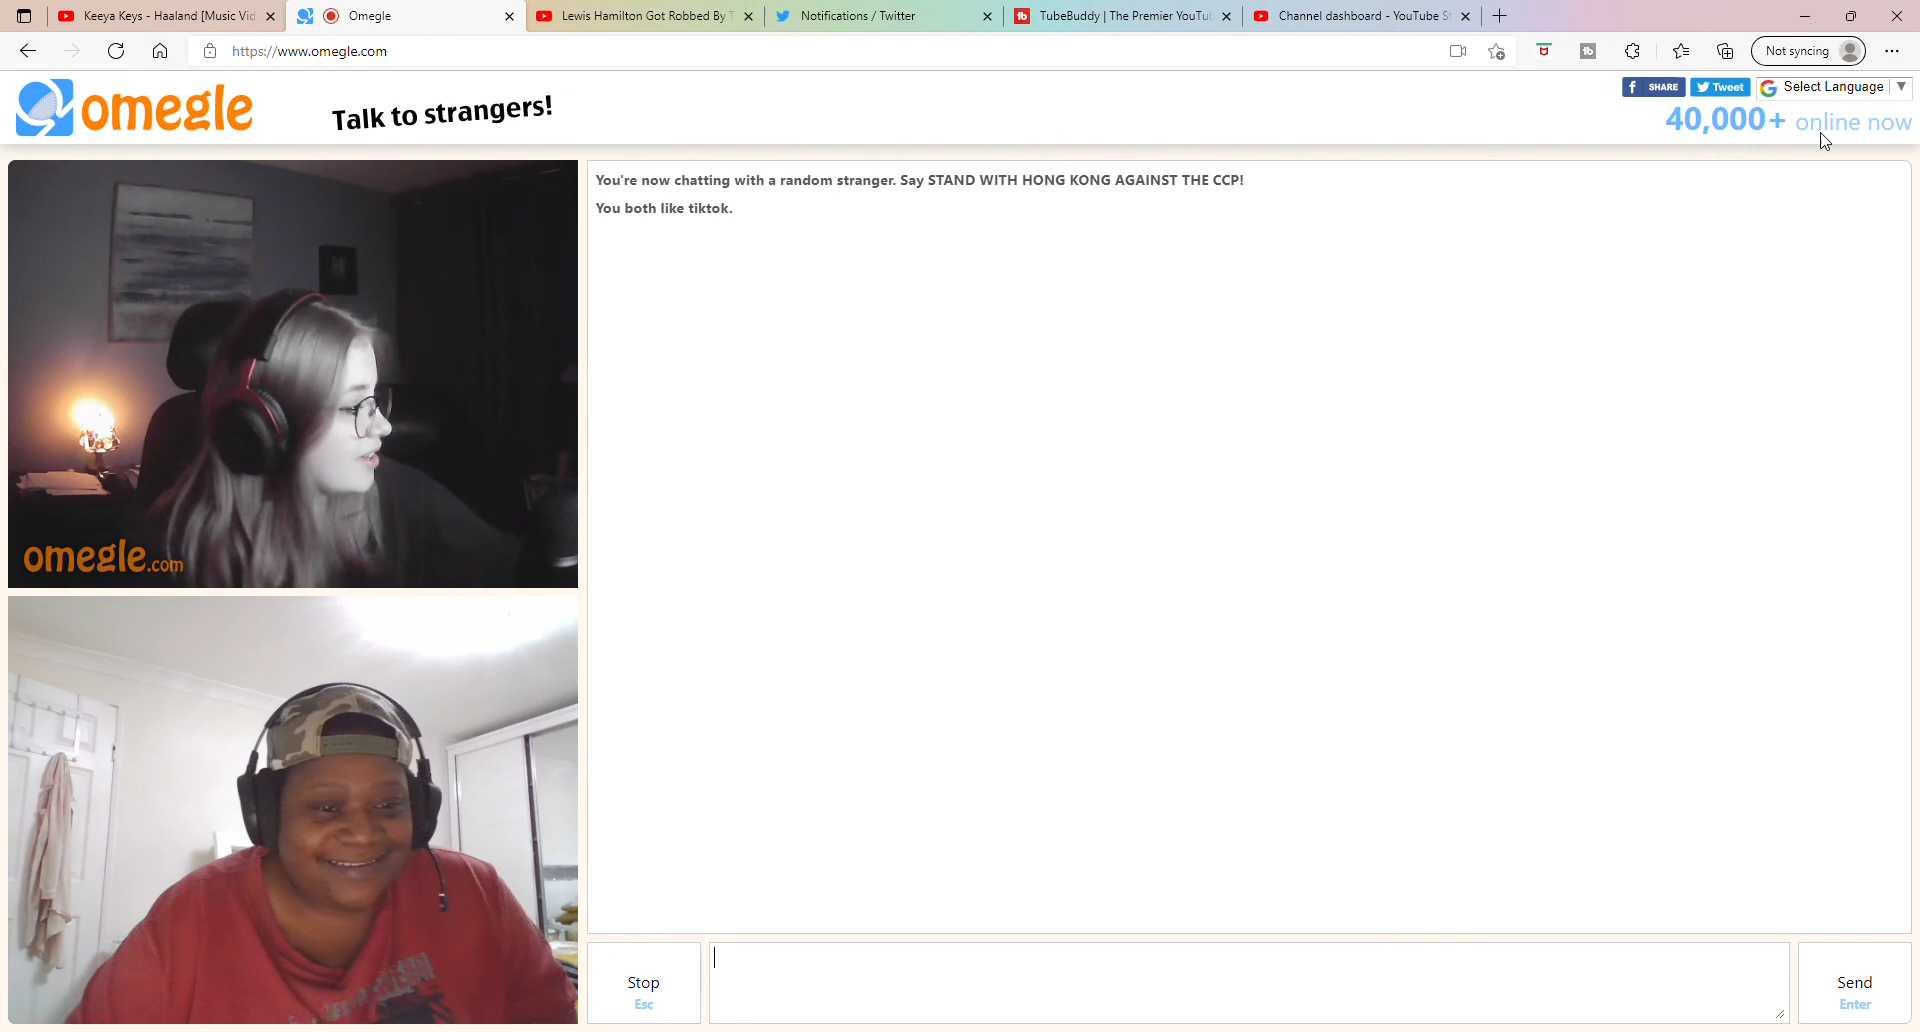 Keeya Keys - Haaland [Music Vid
Omegle
Lewis Hamilton Got Robbed By T
Notifications / Twitter
tb
TubeBuddy | The Premier YouTu
Channel dashboard - YouTube S
https://www.omegle.com
tb
Not syncing
omegle
Talk to strangers!
f SHARE
Tweet
G Select Language
40,000+ online now
You're now chatting with a random stranger. Say STAND WITH HONG KONG AGAINST THE CCP!
You both like tiktok.
omegle.com
Stop
Esc
Send
Enter